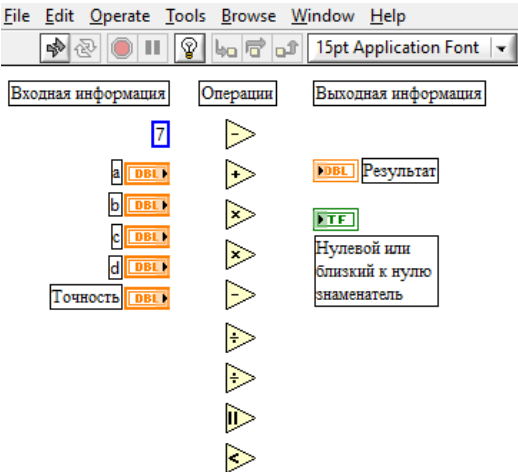 File Edit Operate Tools Browse Window Help
15pt Application Font
Входная информация Операции Выходная информация
7 -
a DBL + DBL Результат
b DBL × TF
c DBL × Нулевой или
d DBL близкий к нулю
Точность DBL - знаменатель
÷
÷
||
<